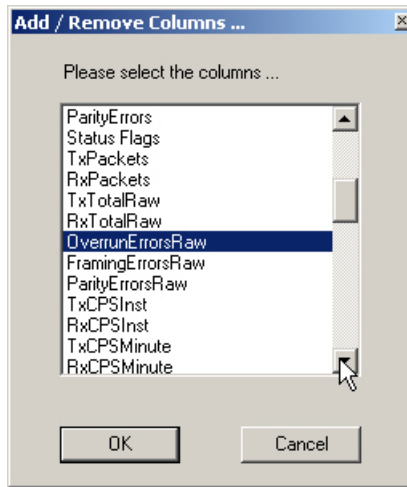 Add / Remove Columns ...
Please select the columns ...
ParityErrors
Status Flags
TxPackets
RxPackets
TxTotalRaw
RxTotalRaw
OverrunErrorsRaw
FramingErrorsRaw
ParityErrorsRaw
TxCPSInst
RxCPSInst
TxCPSMinute
RxCPSMinute
OK
Cancel